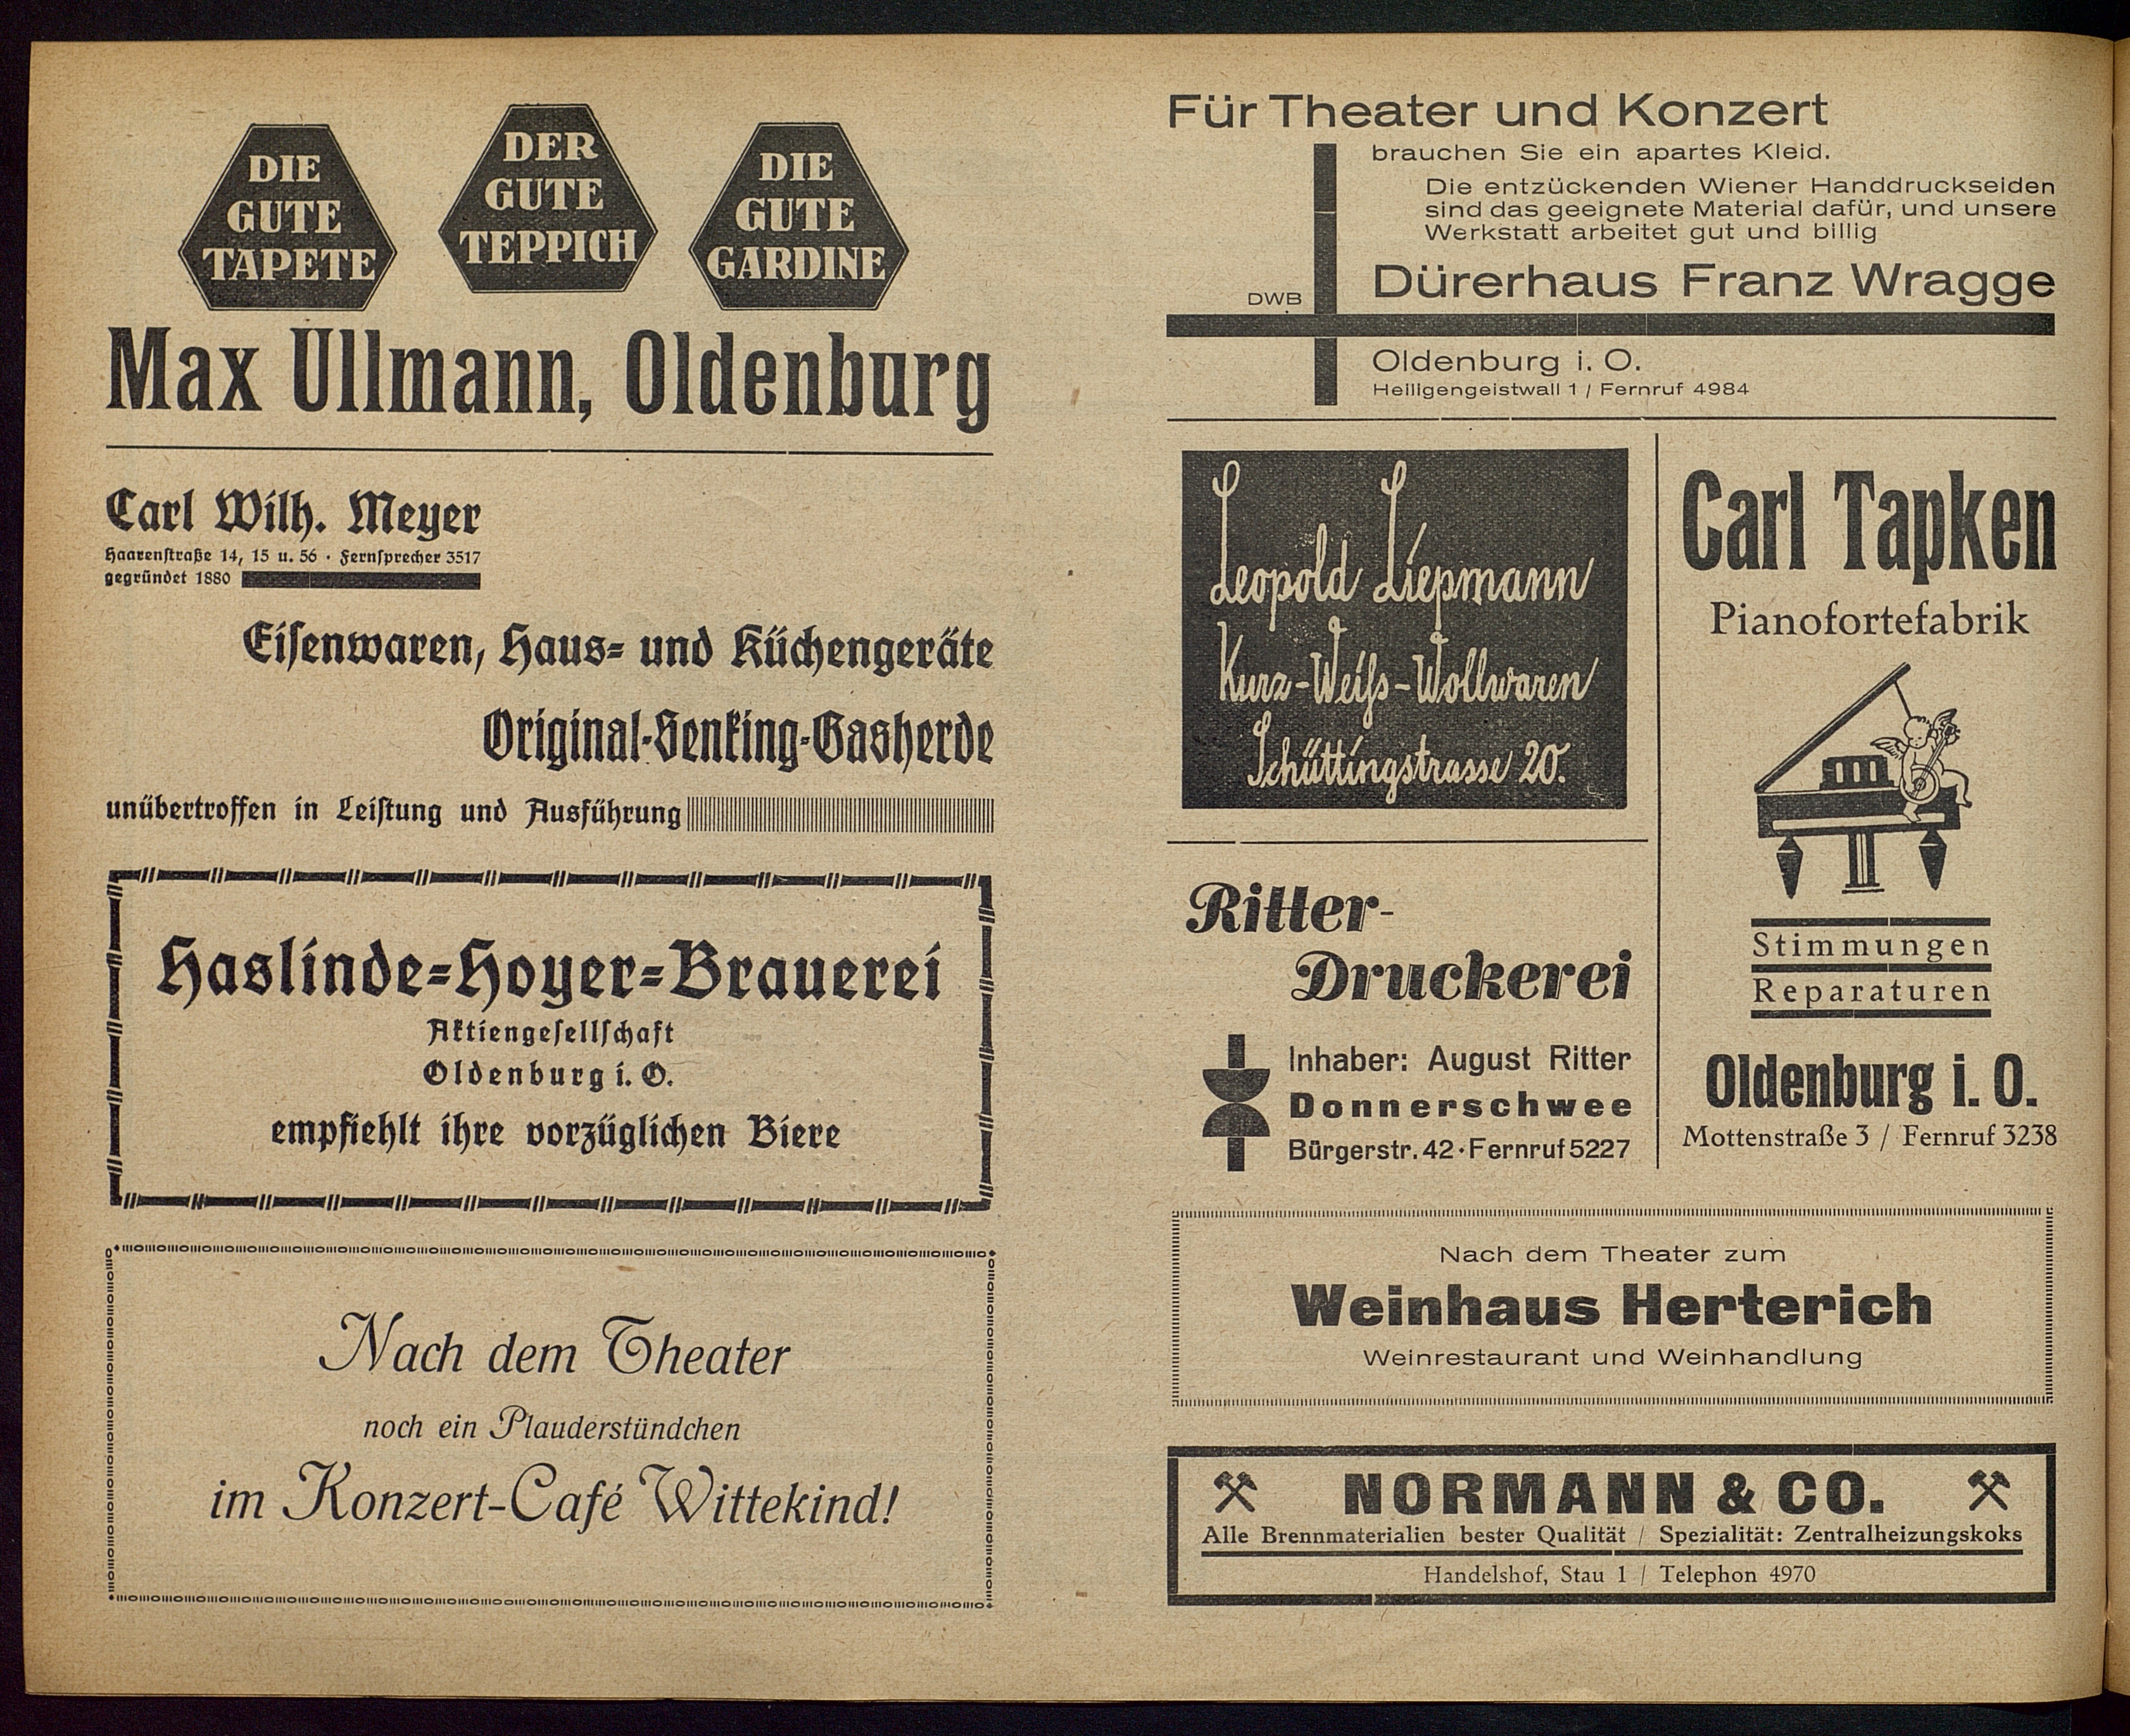 DIE
GUTE
TAPETE
DER
GUTE
TEPPICH
DIE
GUTE
GARDINE
Max Ullmann, Oldenburg
Carl Wilh. Meyer
Haarenſtraße 14, 15 u. 56 · Fernſprecher 3517
gegründet 1880
Eiſenwaren, Haus- und Küchengeräte
Original-Senking-Gasherde
unübertroffen in Leiſtung und Ausführung
Haslinde-Hoyer-Brauerei
Aktiengeſellſchaft
Oldenburg i. O.
empfiehlt ihre vorzüglichen Biere
Nach dem Theater
noch ein Plauderstündchen
im Konzert-Café Wittekind!
Für Theater und Konzert
brauchen Sie ein apartes Kleid.
Die entzückenden Wiener Handdruckseiden
sind das geeignete Material dafür, und unsere
Werkstatt arbeitet gut und billig
DWB
Dürerhaus Franz Wragge
Oldenburg i. O.
Heiligengeistwall 1 / Fernruf 4984
Leopold Liepmann
Kurz-Weiſs-Wollwaren
Schüttingstrasse 20.
Ritter-
Druckerei
Inhaber: August Ritter
Donnerschwee
Bürgerstr. 42 · Fernruf 5227
Carl Tapken
Pianofortefabrik
Stimmungen
Reparaturen
Oldenburg i. O.
Mottenstraße 3 / Fernruf 3238
Nach dem Theater zum
Weinhaus Herterich
Weinrestaurant und Weinhandlung
NORMANN & CO.
Alle Brennmaterialien bester Qualität / Spezialität: Zentralheizungskoks
Handelshof, Stau 1 / Telephon 4970